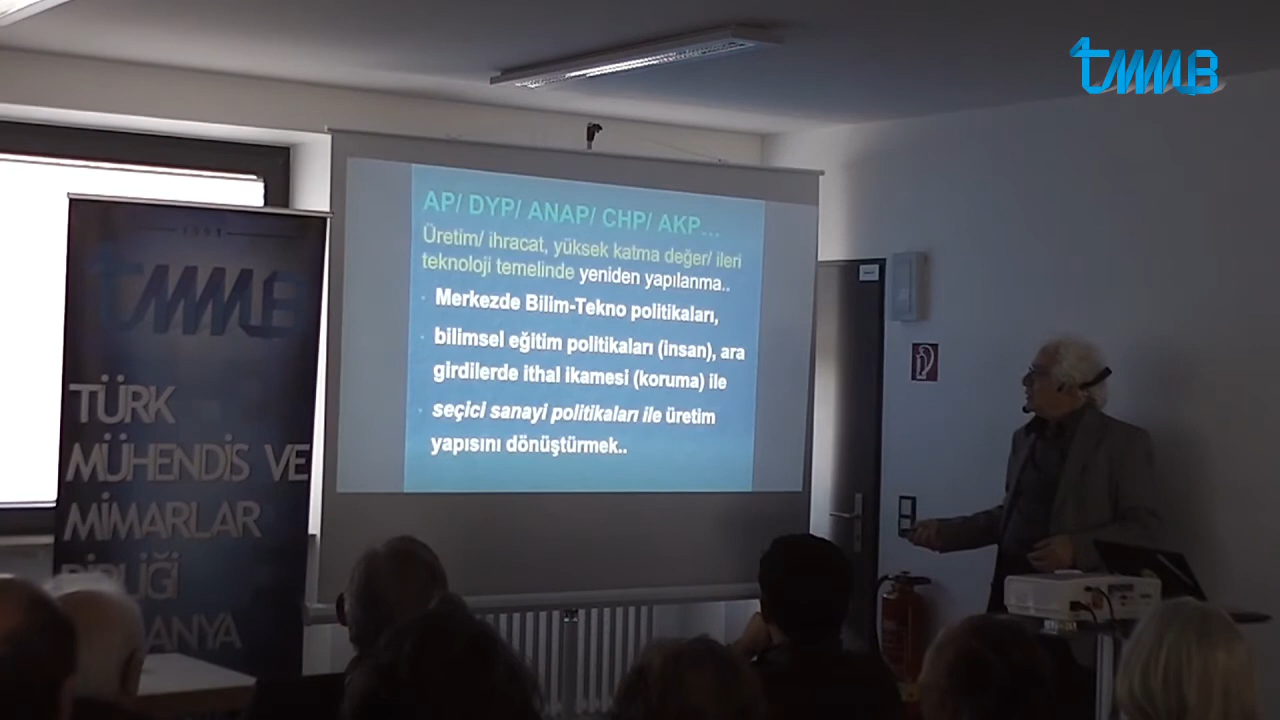 tMMMB
AP/ DYP/ ANAP/ CHP/ AKP...
Üretim/ ihracat, yüksek katma değer/ ileri
teknoloji temelinde yeniden yapılanma..
Merkezde Bilim-Tekno politikaları,
bilimsel eğitim politikaları (insan), ara
girdilerde ithal ikamesi (koruma) ile
seçici sanayi politikaları ile üretim
yapısını dönüştürmek..
tMMMB
TÜRK
MÜHENDİS VE
MİMARLAR
BİRLİĞİ